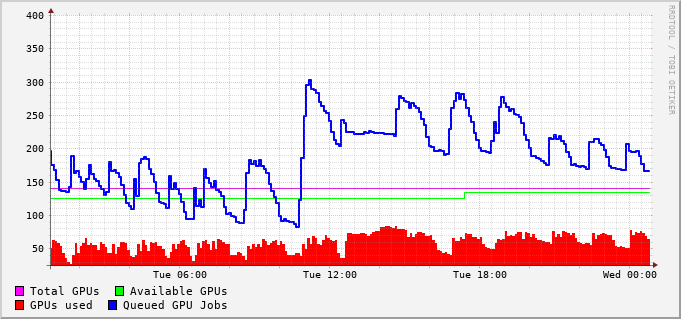 400
350
300
250
200
150
100
50
Tue 06:00 Tue 12:00 Tue 18:00 Wed 00:00
Total GPUs Available GPUs
GPUs used Queued GPU Jobs
RRDTOOL / TOBI OETIKER